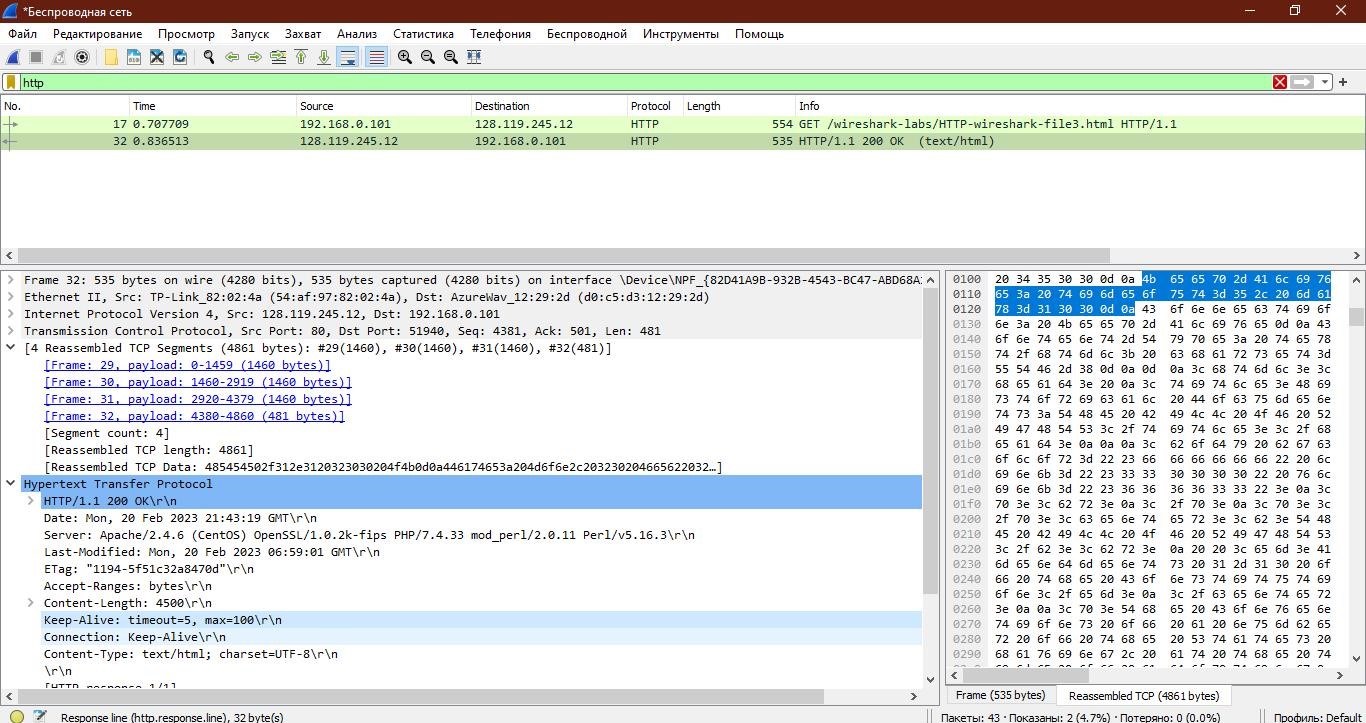 *Беспроводная сеть
Файл Редактирование Просмотр Запуск Захват Анализ Статистика Телефония Беспроводной Инструменты Помощь
http
No. Time Source Destination Protocol Length Info
17 0.707709 192.168.0.101 128.119.245.12 HTTP 554 GET /wireshark-labs/HTTP-wireshark-file3.html HTTP/1.1
32 0.836513 128.119.245.12 192.168.0.101 HTTP 535 HTTP/1.1 200 OK (text/html)
Frame 32: 535 bytes on wire (4280 bits), 535 bytes captured (4280 bits) on interface \Device\NPF_{82D41A9B-932B-4543-BC47-ABD68A
Ethernet II, Src: TP-Link_82:02:4a (54:af:97:82:02:4a), Dst: AzureWav_12:29:2d (d0:c5:d3:12:29:2d)
Internet Protocol Version 4, Src: 128.119.245.12, Dst: 192.168.0.101
Transmission Control Protocol, Src Port: 80, Dst Port: 51940, Seq: 4381, Ack: 501, Len: 481
[4 Reassembled TCP Segments (4861 bytes): #29(1460), #30(1460), #31(1460), #32(481)]
[Frame: 29, payload: 0-1459 (1460 bytes)]
[Frame: 30, payload: 1460-2919 (1460 bytes)]
[Frame: 31, payload: 2920-4379 (1460 bytes)]
[Frame: 32, payload: 4380-4860 (481 bytes)]
[Segment count: 4]
[Reassembled TCP length: 4861]
[Reassembled TCP Data: 485454502f312e3120323030204f4b0d0a446174653a204d6f6e2c203230204665622032…]
Hypertext Transfer Protocol
HTTP/1.1 200 OK\r\n
Date: Mon, 20 Feb 2023 21:43:19 GMT\r\n
Server: Apache/2.4.6 (CentOS) OpenSSL/1.0.2k-fips PHP/7.4.33 mod_perl/2.0.11 Perl/v5.16.3\r\n
Last-Modified: Mon, 20 Feb 2023 06:59:01 GMT\r\n
ETag: "1194-5f51c32a8470d"\r\n
Accept-Ranges: bytes\r\n
Content-Length: 4500\r\n
Keep-Alive: timeout=5, max=100\r\n
Connection: Keep-Alive\r\n
Content-Type: text/html; charset=UTF-8\r\n
\r\n
[HTTP response 1/1]
0100 20 34 35 30 30 0d 0a 4b 65 65 70 2d 41 6c 69 76
0110 65 3a 20 74 69 6d 65 6f 75 74 3d 35 2c 20 6d 61
0120 78 3d 31 30 30 0d 0a 43 6f 6e 6e 65 63 74 69 6f
0130 6e 3a 20 4b 65 65 70 2d 41 6c 69 76 65 0d 0a 43
0140 6f 6e 74 65 6e 74 2d 54 79 70 65 3a 20 74 65 78
0150 74 2f 68 74 6d 6c 3b 20 63 68 61 72 73 65 74 3d
0160 55 54 46 2d 38 0d 0a 0d 0a 3c 68 74 6d 6c 3e 3c
0170 68 65 61 64 3e 20 0a 3c 74 69 74 6c 65 3e 48 69
0180 73 74 6f 72 69 63 61 6c 20 44 6f 63 75 6d 65 6e
0190 74 73 3a 54 48 45 20 42 49 4c 4c 20 4f 46 20 52
01a0 49 47 48 54 53 3c 2f 74 69 74 6c 65 3e 3c 2f 68
01b0 65 61 64 3e 0a 0a 0a 3c 62 6f 64 79 20 62 67 63
01c0 6f 6c 6f 72 3d 22 23 66 66 66 66 66 66 22 20 6c
01d0 69 6e 6b 3d 22 23 33 33 30 30 30 30 22 20 76 6c
01e0 69 6e 6b 3d 22 23 36 36 36 36 33 33 22 3e 0a 3c
01f0 70 3e 3c 62 72 3e 0a 3c 2f 70 3e 0a 3c 70 3e 3c
0200 2f 70 3e 3c 63 65 6e 74 65 72 3e 3c 62 3e 54 48
0210 45 20 42 49 4c 4c 20 4f 46 20 52 49 47 48 54 53
0220 3c 2f 62 3e 3c 62 72 3e 0a 20 20 3c 65 6d 3e 41
0230 6d 65 6e 64 6d 65 6e 74 73 20 31 2d 31 30 20 6f
0240 66 20 74 68 65 20 43 6f 6e 73 74 69 74 75 74 69
0250 6f 6e 3c 2f 65 6d 3e 0a 3c 2f 63 65 6e 74 65 72
0260 3e 0a 0a 3c 70 3e 54 68 65 20 43 6f 6e 76 65 6e
0270 74 69 6f 6e 73 20 6f 66 20 61 20 6e 75 6d 62 65
0280 72 20 6f 66 20 74 68 65 20 53 74 61 74 65 73 20
0290 68 61 76 69 6e 67 2c 20 61 74 20 74 68 65 20 74
Frame (535 bytes) Reassembled TCP (4861 bytes)
Response line (http.response.line), 32 byte(s)
Пакеты: 43 · Показаны: 2 (4.7%) · Потеряно: 0 (0.0%)
Профиль: Default